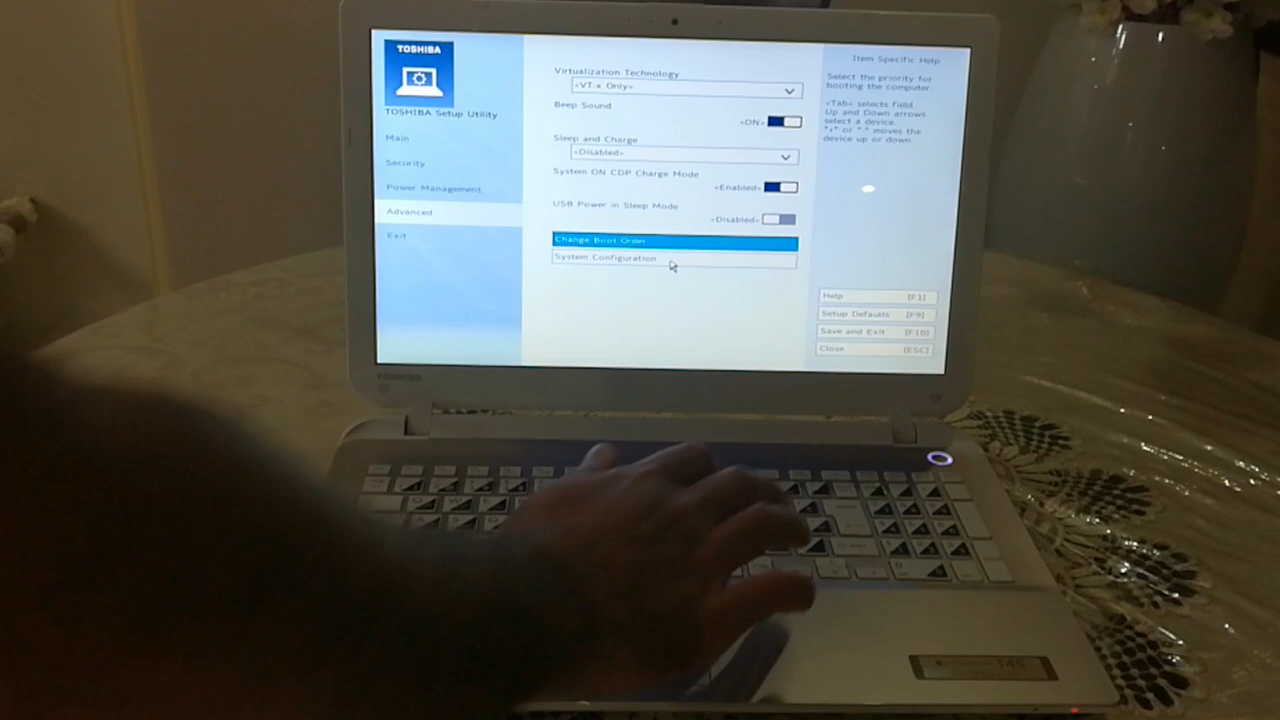 TOSHIBA
TOSHIBA Setup Utility
Main
Security
Power Management
Advanced
Exit
Virtualization Technology
<VT-x Only>
Beep Sound
<ON>
Sleep and Charge
<Disabled>
System ON CDP Charge Mode
<Enabled>
USB Power in Sleep Mode
<Disabled>
Change Boot Order
System Configuration
Item Specific Help
Select the priority for
booting the computer.
<Tab> selects field.
Up and Down arrows
select a device.
moves the
device up or down.
Help [F1]
Setup Defaults [F9]
Save and Exit [F10]
Close [ESC]
TOSHIBA
T45